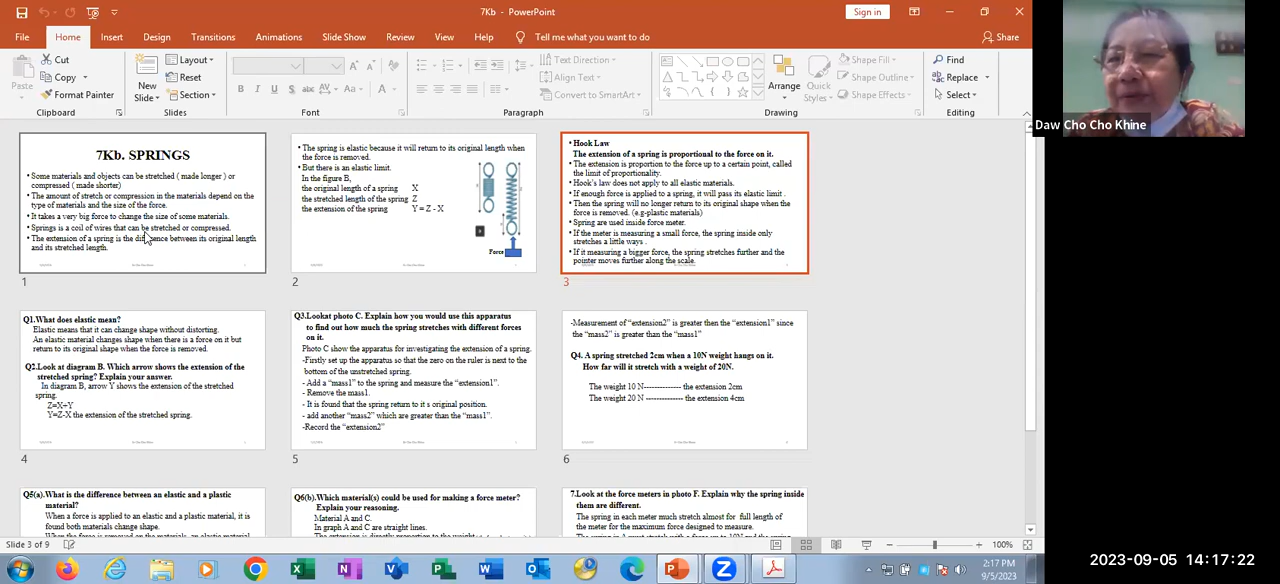 7Kb - PowerPoint
Sign in
File Home Insert Design Transitions Animations Slide Show Review View Help Tell me what you want to do
Share
Paste
Cut
Copy
Format Painter
Clipboard
New
Slide
Layout
Reset
Section
Slides
Font
Text Direction
Align Text
Convert to SmartArt
Paragraph
Arrange
Quick
Styles
Shape Fill
Shape Outline
Shape Effects
Drawing
Find
Replace
Select
Editing
Daw Cho Cho Khine
7Kb. SPRINGS
• Some materials and objects can be stretched ( made longer ) or
compressed ( made shorter)
• The amount of stretch or compression in the materials depend on the
type of materials and the size of the force.
• It takes a very big force to change the size of some materials.
• Springs is a coil of wires that can be stretched or compressed.
• The extension of a spring is the difference between its original length
and its stretched length.
1
• The spring is elastic because it will return to its original length when
the force is removed.
• But there is an elastic limit.
In the figure B,
the original length of a spring X
the stretched length of the spring Z
the extension of the spring Y = Z - X
Force
2
• Hook Law
The extension of a spring is proportional to the force on it.
• The extension is proportion to the force up to a certain point, called
the limit of proportionality.
• Hook's law does not apply to all elastic materials.
• If enough force is applied to a spring, it will pass its elastic limit .
• Then the spring will no longer return to its original shape when the
force is removed. (e.g-plastic materials)
• Spring are used inside force meter.
• If the meter is measuring a small force, the spring inside only
stretches a little ways .
• If it measuring a bigger force, the spring stretches further and the
pointer moves further along the scale.
3
Q1.What does elastic mean?
Elastic means that it can change shape without distorting.
An elastic material changes shape when there is a force on it but
return to its original shape when the force is removed.
Q2.Look at diagram B. Which arrow shows the extension of the
stretched spring? Explain your answer.
In diagram B, arrow Y shows the extension of the stretched
spring.
Z=X+Y
Y=Z-X the extension of the stretched spring.
4
Q3.Lookat photo C. Explain how you would use this apparatus
to find out how much the spring stretches with different forces
on it.
Photo C show the apparatus for investigating the extension of a spring.
-Firstly set up the apparatus so that the zero on the ruler is next to the
bottom of the unstretched spring.
- Add a “mass1” to the spring and measure the “extension1”.
- Remove the mass1.
- It is found that the spring return to it s original position.
- add another “mass2” which are greater than the “mass1”.
-Record the “extension2”
5
-Measurement of “extension2” is greater then the “extension1” since
the “mass2” is greater than the “mass1”
Q4. A spring stretched 2cm when a 10N weight hangs on it.
How far will it stretch with a weight of 20N.
The weight 10 N------------- the extension 2cm
The weight 20 N -------------- the extension 4cm
6
Q5(a).What is the difference between an elastic and a plastic
material?
When a force is applied to an elastic and a plastic material, it is
found both materials change shape.
When the force is removed on the materials, an elastic material
Q6(b).Which material(s) could be used for making a force meter?
Explain your reasoning.
Material A and C.
In graph A and C are straight lines.
7.Look at the force meters in photo F. Explain why the spring inside
them are different.
The spring in each meter much stretch almost for full length of
the meter for the maximum force designed to measure.
Slide 3 of 9
100%
2:17 PM
9/5/2023
2023-09-05 14:17:22